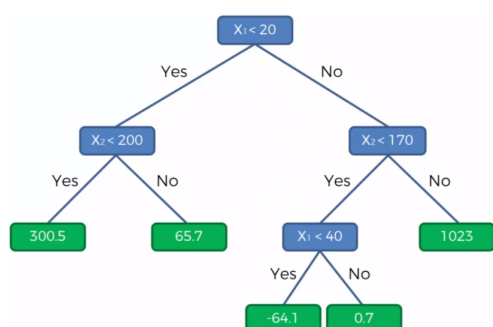 X₁ < 20
Yes
No
X₂ < 200
X₂ < 170
Yes
No
Yes
No
300.5
65.7
X₁ < 40
1023
Yes
No
-64.1
0.7